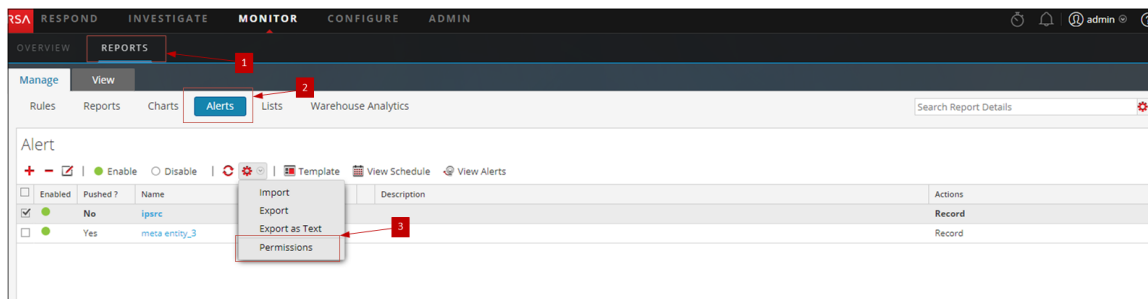 RSA RESPOND INVESTIGATE MONITOR CONFIGURE ADMIN admin
OVERVIEW REPORTS
1
Manage View
2
Rules Reports Charts Alerts Lists Warehouse Analytics Search Report Details
Alert
Enable Disable Template View Schedule View Alerts
Enabled Pushed ? Name Description Actions
Import
No ipsrc Record
Export
Export as Text
3
Yes meta entity_3 Record
Permissions